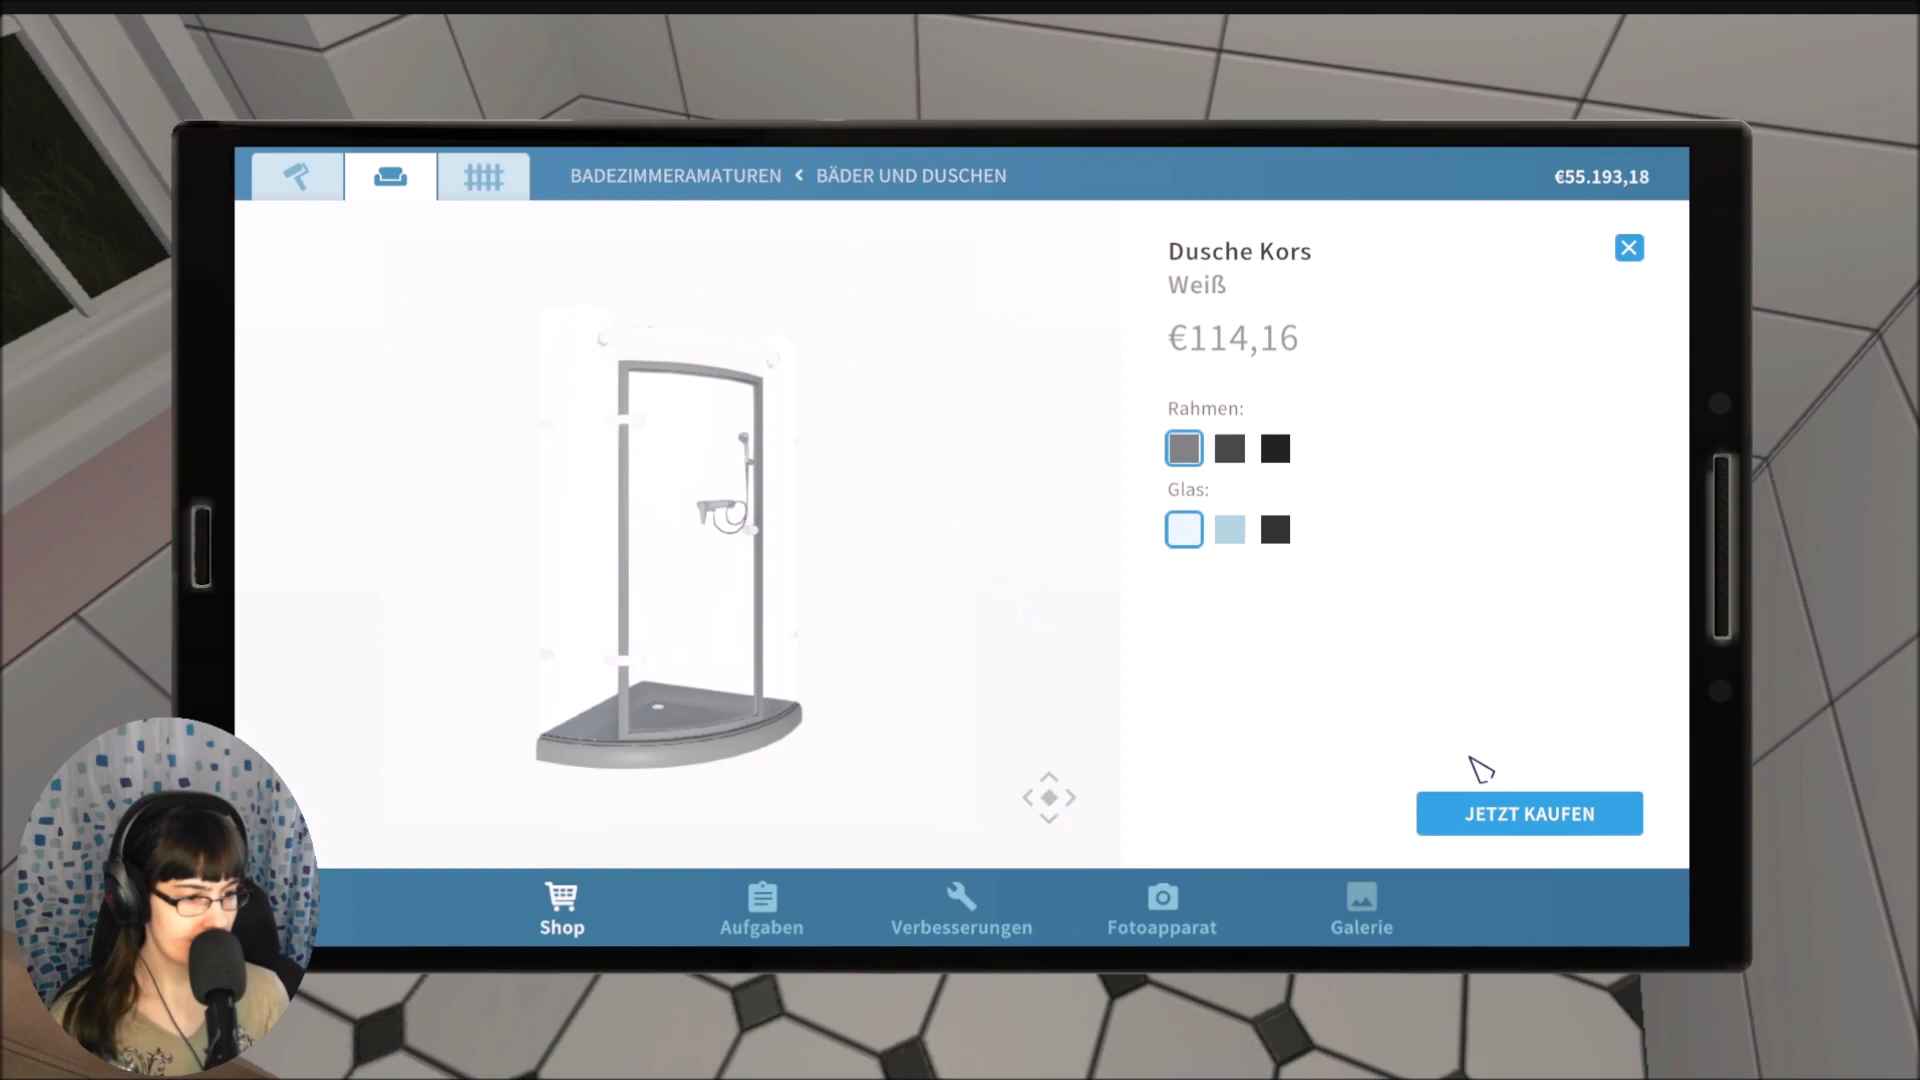 BADEZIMMERAMATUREN < BÄDER UND DUSCHEN
€55.193,18
Dusche Kors
Weiß
€114,16
Rahmen:
Glas:
JETZT KAUFEN
Shop
Aufgaben
Verbesserungen
Fotoapparat
Galerie